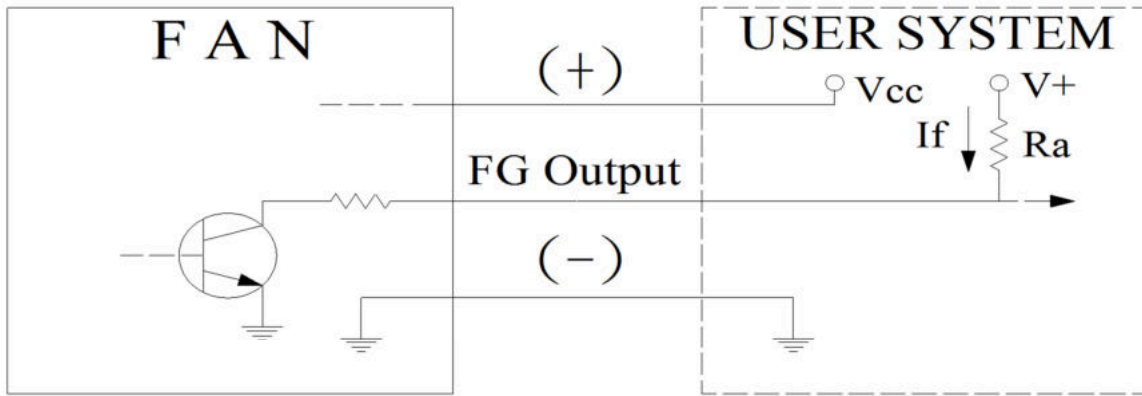 F A N
USER SYSTEM
(+)
Vcc
V+
If
Ra
FG Output
(-)